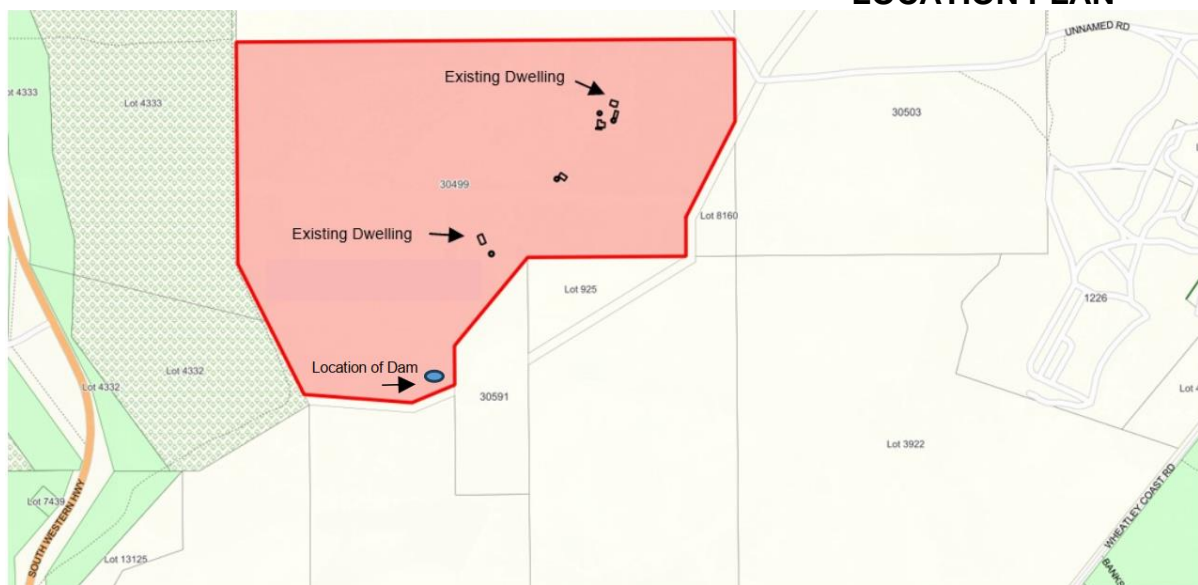 LOCATION PLAN
UNNAMED RD
Existing Dwelling
Lot 4333
Lot 4333
30503
30499
Lot 8160
Existing Dwelling
Lot 925
1226
Location of Dam
Lot 4332
Lot 4332
30591
Lot 3922
WHEATLEY COAST RD
Lot 7439
SOUTH WESTERN HWY
Lot 13125